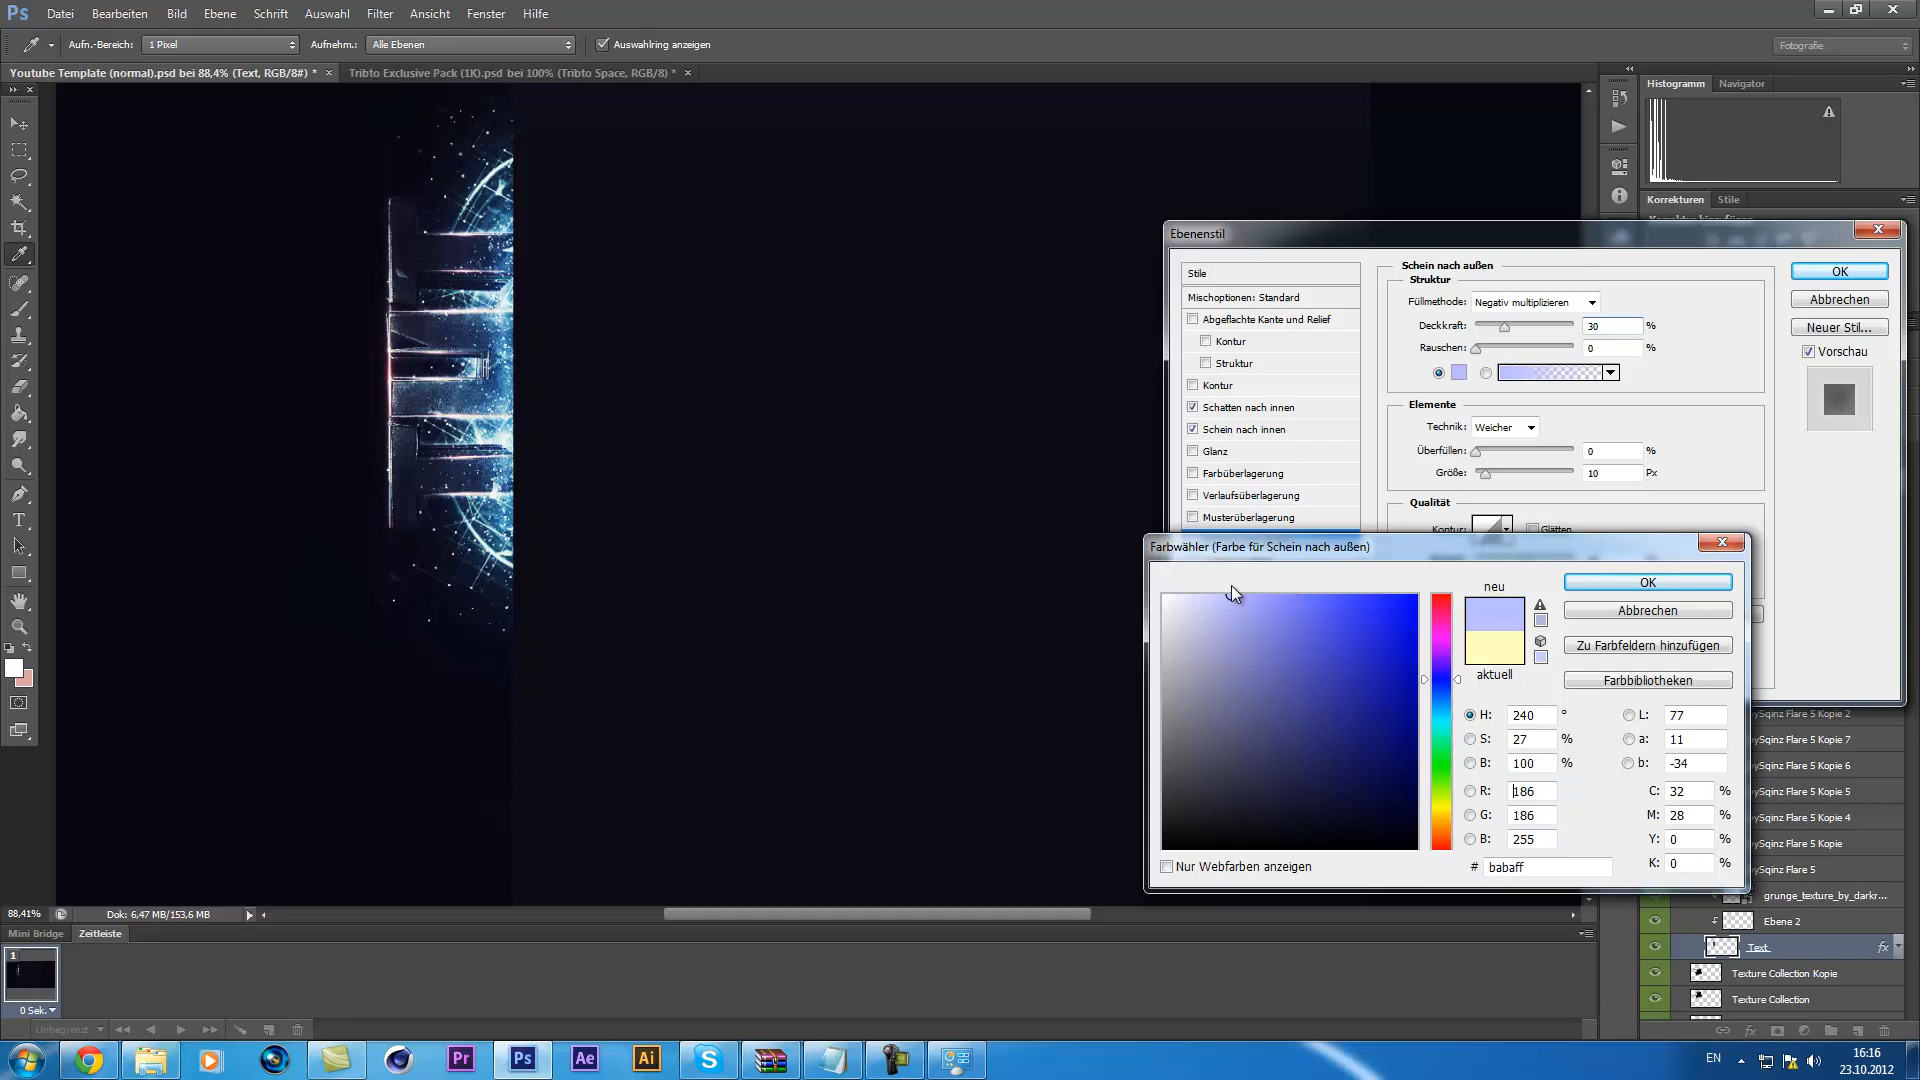 Ps Datei Bearbeiten Bild Ebene Schrift Auswahl Filter Ansicht Fenster Hilfe
Aufn.-Bereich: 1 Pixel Aufnehm.: Alle Ebenen Auswahlring anzeigen Fotografie
Youtube Template (normal).psd bei 88,4% (Text, RGB/8#) * × Tribto Exclusive Pack (1K).psd bei 100% (Tribto Space, RGB/8) * ×
Histogramm Navigator
Korrekturen Stile
Ebenenstil
Stile
Mischoptionen: Standard
Abgeflachte Kante und Relief
Kontur
Struktur
Kontur
Schatten nach innen
Schein nach innen
Glanz
Farbüberlagerung
Verlaufsüberlagerung
Musterüberlagerung
Schein nach außen
Struktur
Füllmethode: Negativ multiplizieren
Deckkraft: 30 %
Rauschen: 0 %
Elemente
Technik: Weicher
Überfüllen: 0 %
Größe: 10 Px
Qualität
Kontur: Glätten
OK
Abbrechen
Neuer Stil...
Vorschau
Farbwähler (Farbe für Schein nach außen)
neu
aktuell
OK
Abbrechen
Zu Farbfeldern hinzufügen
Farbbibliotheken
H: 240 ° L: 77
S: 27 % a: 11
B: 100 % b: -34
R: 186 C: 32 %
G: 186 M: 28 %
B: 255 Y: 0 %
# babaff K: 0 %
Nur Webfarben anzeigen
ySqinz Flare 5 Kopie 2
ySqinz Flare 5 Kopie 7
ySqinz Flare 5 Kopie 6
ySqinz Flare 5 Kopie 5
ySqinz Flare 5 Kopie 4
ySqinz Flare 5 Kopie
ySqinz Flare 5
grunge_texture_by_darkr...
Ebene 2
Text fx
Texture Collection Kopie
Texture Collection
88,41% Dok: 6,47 MB/153,6 MB
Mini Bridge Zeitleiste
1
0 Sek.
Unbegrenzt
Pr Ps Ae Ai S
EN 16:16
23.10.2012